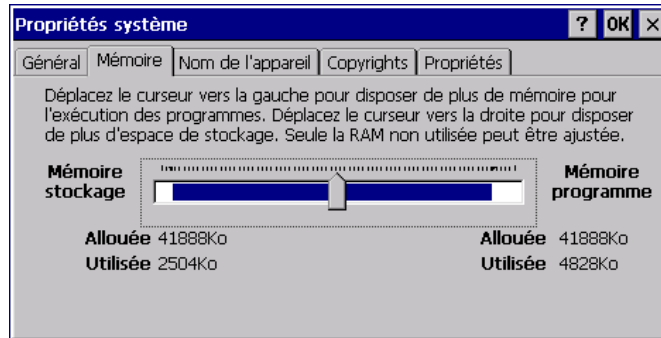 Propriétés système ? OK ×
Général Mémoire Nom de l'appareil Copyrights Propriétés
Déplacez le curseur vers la gauche pour disposer de plus de mémoire pour
l'exécution des programmes. Déplacez le curseur vers la droite pour disposer
de plus d'espace de stockage. Seule la RAM non utilisée peut être ajustée.
Mémoire Mémoire
stockage programme
Allouée 41888Ko Allouée 41888Ko
Utilisée 2504Ko Utilisée 4828Ko